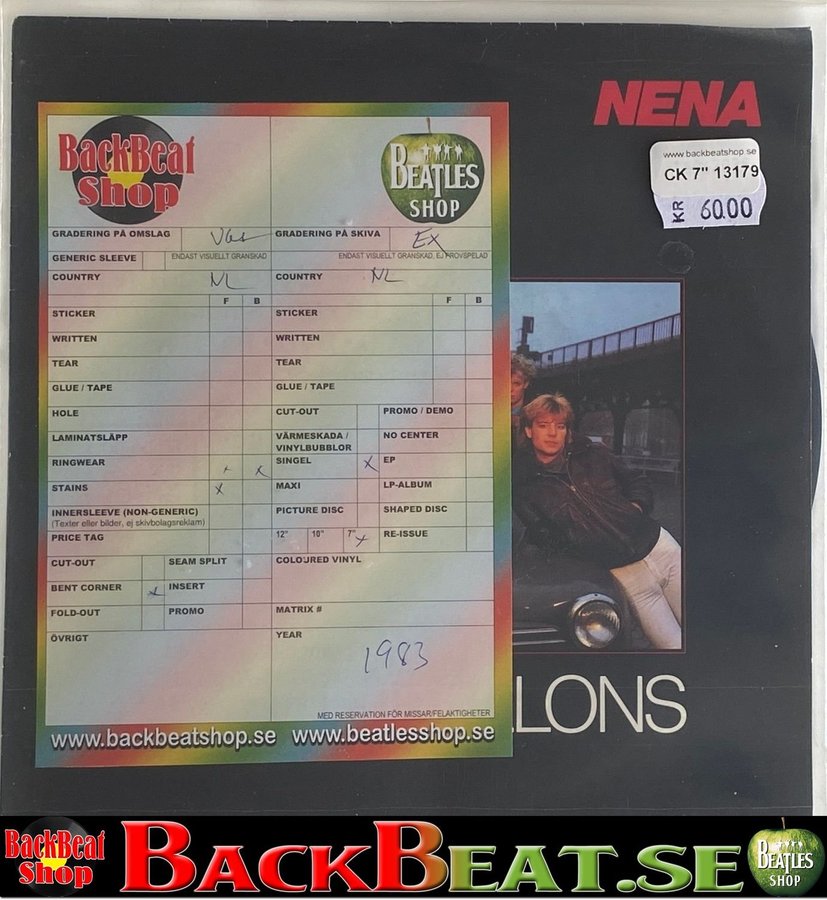 NENA
www.backbeatshop.se
CK 7" 13179
KR 60.00
BackBeat
Shop
BEATLES
SHOP
GRADERING PÅ OMSLAG VG+ GRADERING PÅ SKIVA EX
GENERIC SLEEVE ENDAST VISUELLT GRANSKAD ENDAST VISUELLT GRANSKAD, EJ PROVSPELAD
COUNTRY NL COUNTRY NL
F B F B
STICKER STICKER
WRITTEN WRITTEN
TEAR TEAR
GLUE / TAPE GLUE / TAPE
HOLE CUT-OUT PROMO / DEMO
LAMINATSLÄPP VÄRMESKADA / NO CENTER
VINYLBUBBLOR
RINGWEAR x x SINGEL x EP
STAINS x MAXI LP-ALBUM
INNERSLEEVE (NON-GENERIC) PICTURE DISC SHAPED DISC
(Texter eller bilder, ej skivbolagsreklam)
PRICE TAG 12" 10" 7" x RE-ISSUE
CUT-OUT SEAM SPLIT COLOURED VINYL
BENT CORNER x INSERT
FOLD-OUT PROMO MATRIX #
ÖVRIGT YEAR
1983
MED RESERVATION FÖR MISSAR/FELAKTIGHETER
www.backbeatshop.se www.beatlesshop.se
LONS
BackBeat
Shop
BACKBEAT.SE
BEATLES
SHOP